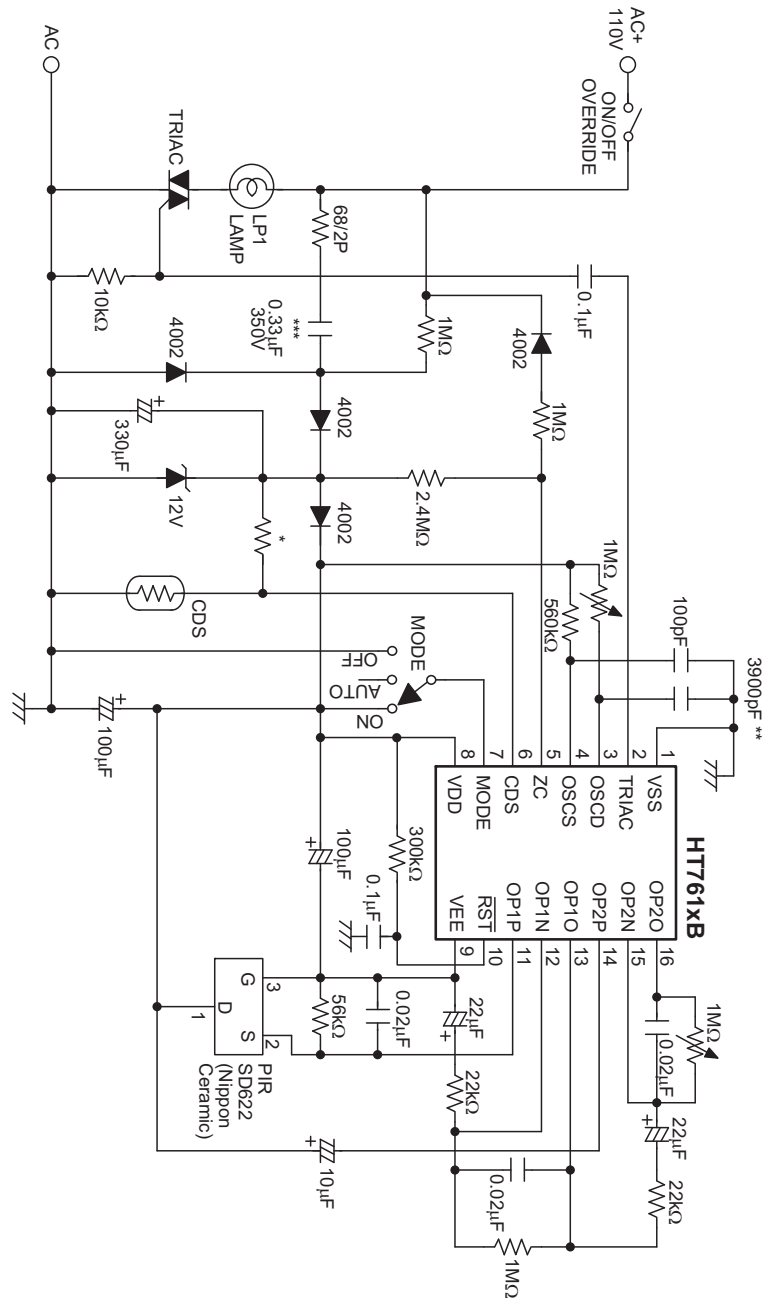 AC+
110V
ON/OFF
OVERRIDE
AC
TRIAC
LP1
LAMP
68/2P
***
0.33µF
350V
10kΩ
0.1µF
1MΩ
4002
1MΩ
4002
4002
330µF
12V
2.4MΩ
4002
*
CDS
1MΩ
560kΩ
100pF
3900pF **
MODE
OFF
AUTO
ON
100µF
HT761xB
1
VSS
2
TRIAC
3
OSCD
4
OSCS
5
ZC
6
CDS
7
MODE
8
VDD
OP2O
16
OP2N
15
OP2P
14
OP1O
13
OP1N
12
OP1P
11
RST
10
VEE
9
300kΩ
0.1µF
100µF
+
+
+
+
+
+
+
3
G
D
1
S
2
PIR
SD622
(Nippon
Ceramic)
56kΩ
0.02µF
22µF
22kΩ
10µF
0.02µF
1MΩ
1MΩ
0.02µF
22µF
22kΩ